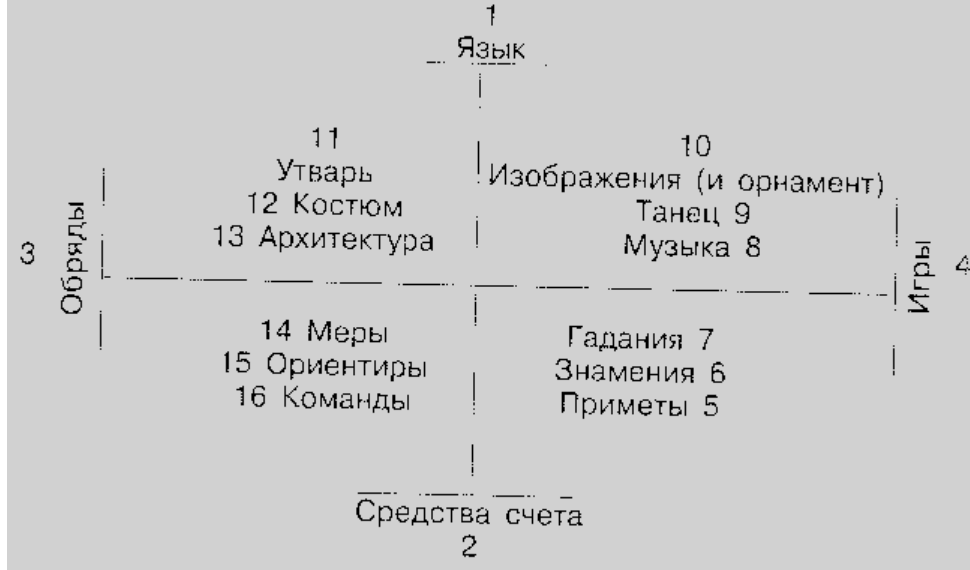 1
Язык
11
Утварь
12 Костюм
13 Архитектура
10
Изображения (и орнамент)
Танец 9
Музыка 8
3
Обряды
Игры
4
14 Меры
15 Ориентиры
16 Команды
Гадания 7
Знамения 6
Приметы 5
Средства счета
2